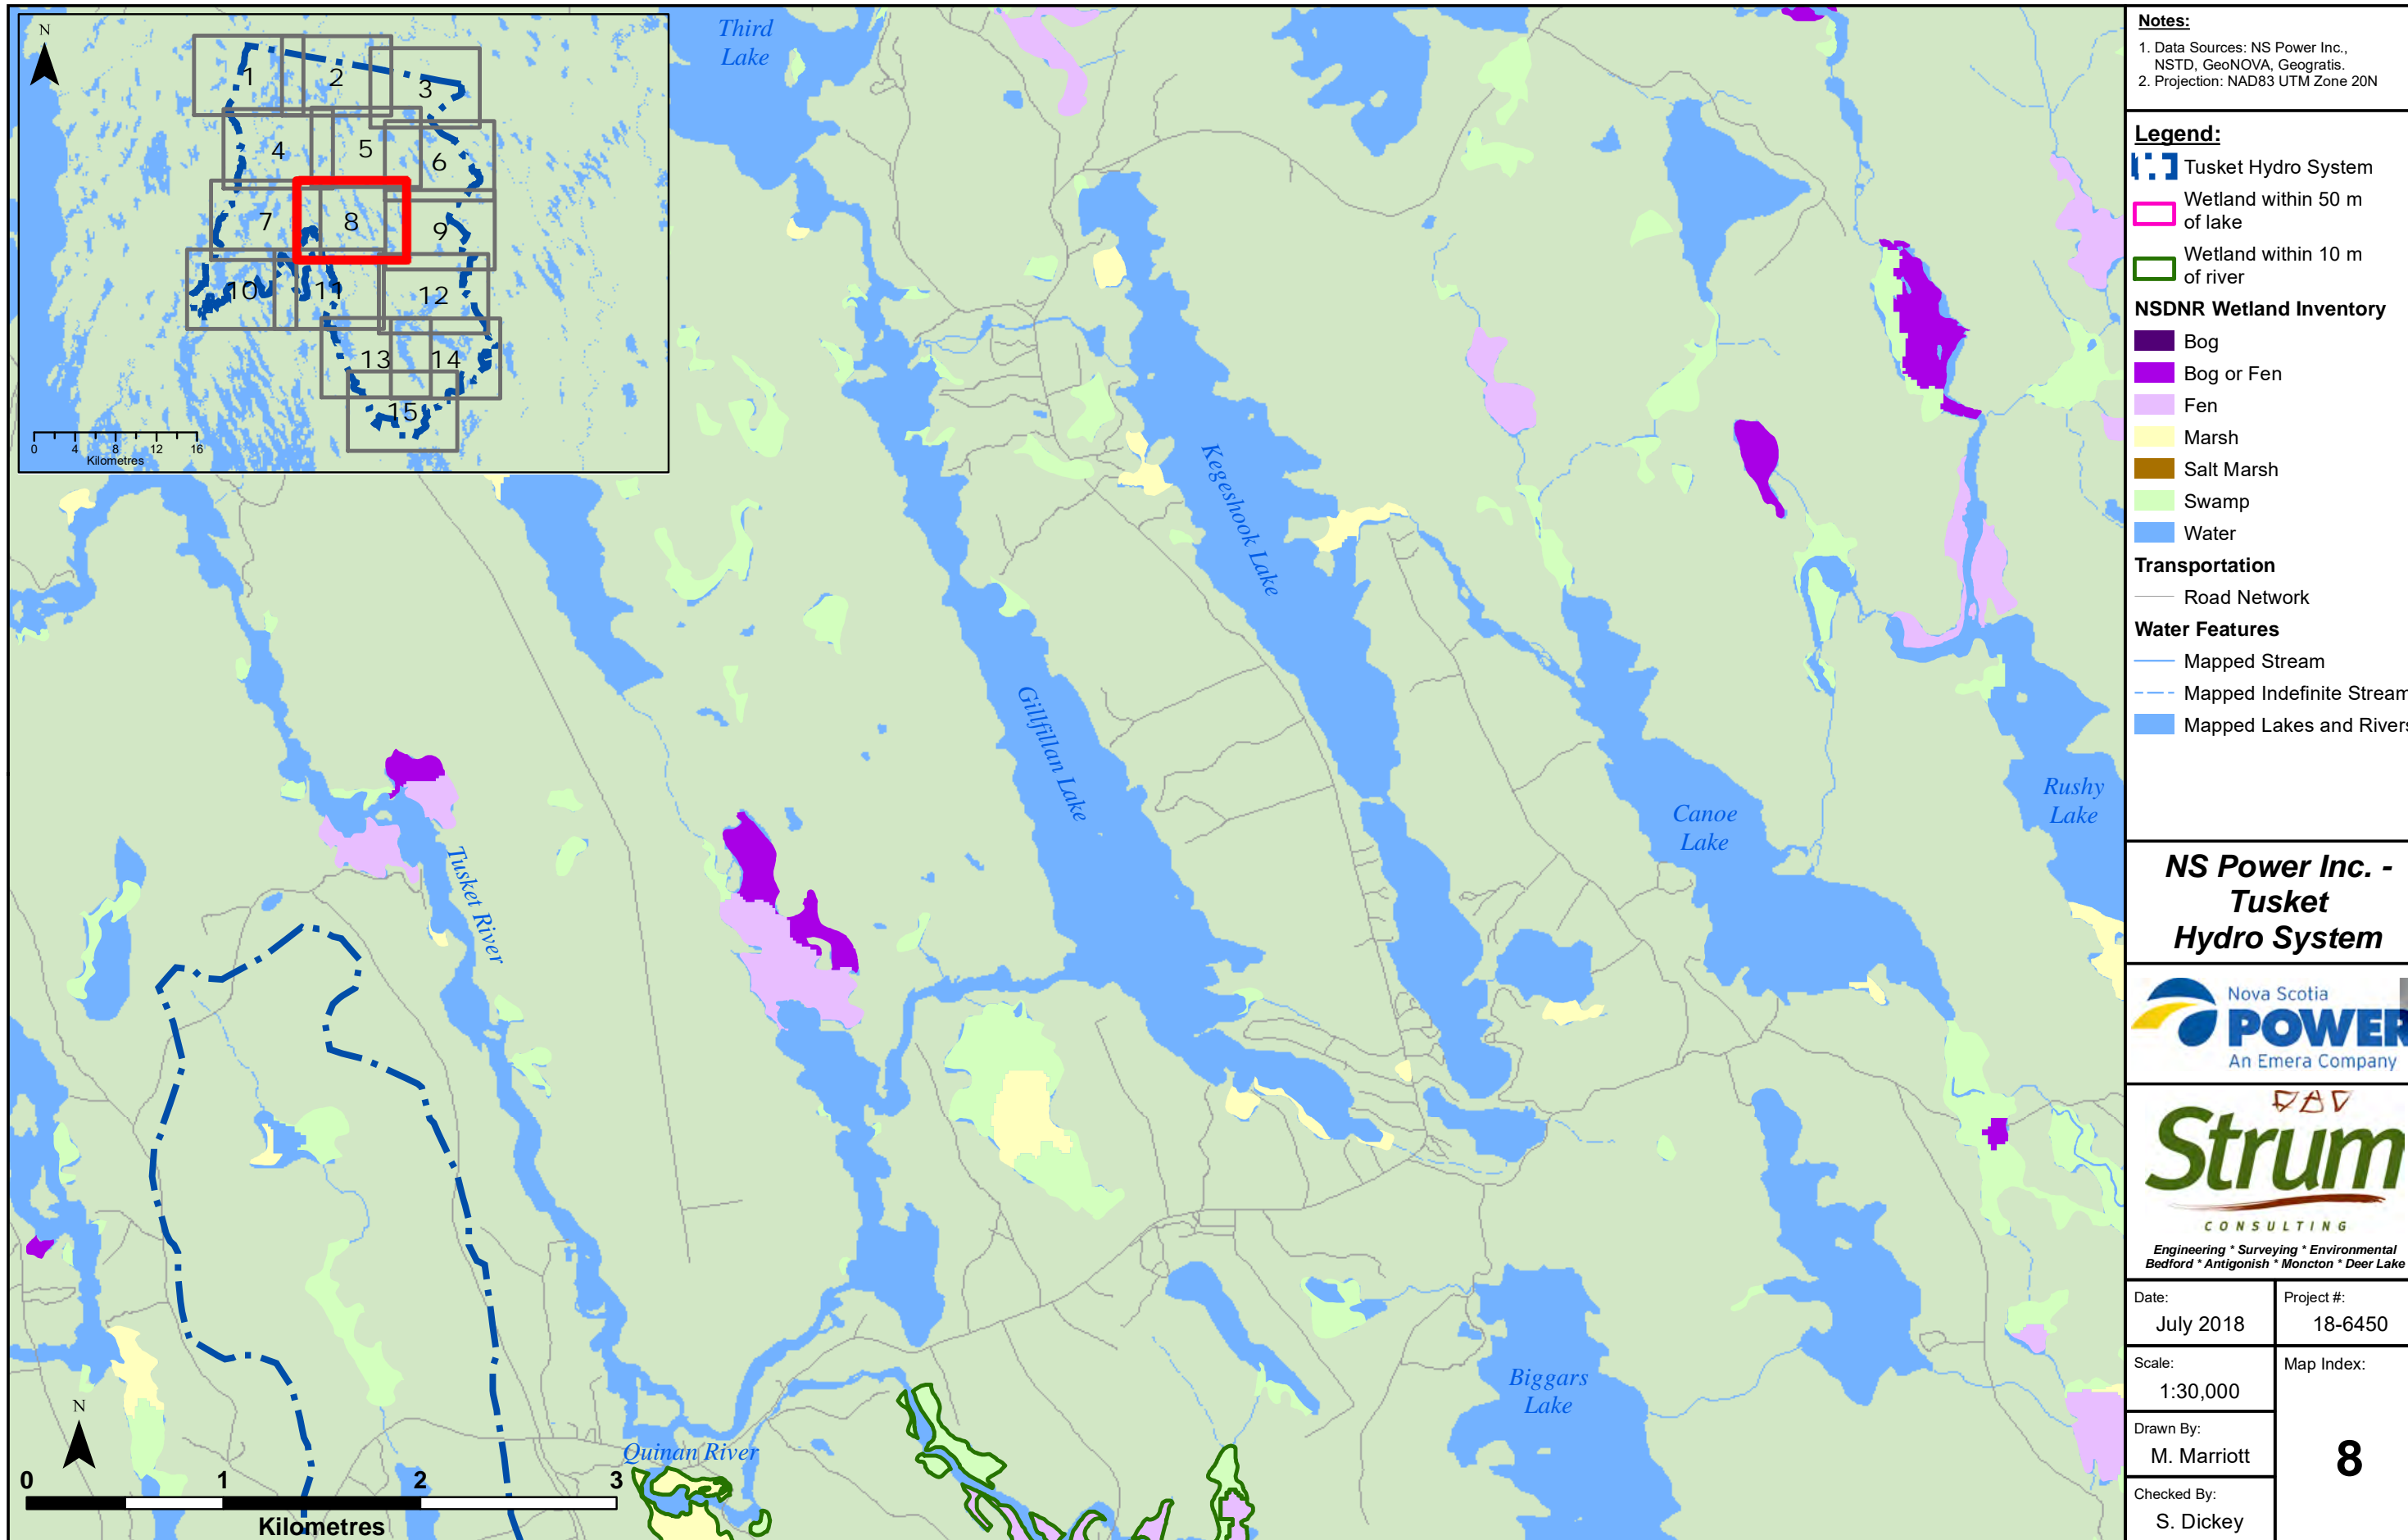 N
1
2
3
4
5
6
7
8
9
10
11
12
13
14
15
0 4 8 12 16
Kilometres
Third
Lake
Kegeshook Lake
Gillfillan Lake
Tusket River
Canoe
Lake
Rushy
Lake
Biggars
Lake
Quinan River
N
0 1 2 3
Kilometres
Notes:
1. Data Sources: NS Power Inc.,
NSTD, GeoNOVA, Geogratis.
2. Projection: NAD83 UTM Zone 20N
Legend:
Tusket Hydro System
Wetland within 50 m
of lake
Wetland within 10 m
of river
NSDNR Wetland Inventory
Bog
Bog or Fen
Fen
Marsh
Salt Marsh
Swamp
Water
Transportation
Road Network
Water Features
Mapped Stream
Mapped Indefinite Stream
Mapped Lakes and Rivers
NS Power Inc. -
Tusket
Hydro System
Nova Scotia
POWER
An Emera Company
Strum
CONSULTING
Engineering * Surveying * Environmental
Bedford * Antigonish * Moncton * Deer Lake
Date:
July 2018
Project #:
18-6450
Scale:
1:30,000
Map Index:
8
Drawn By:
M. Marriott
Checked By:
S. Dickey